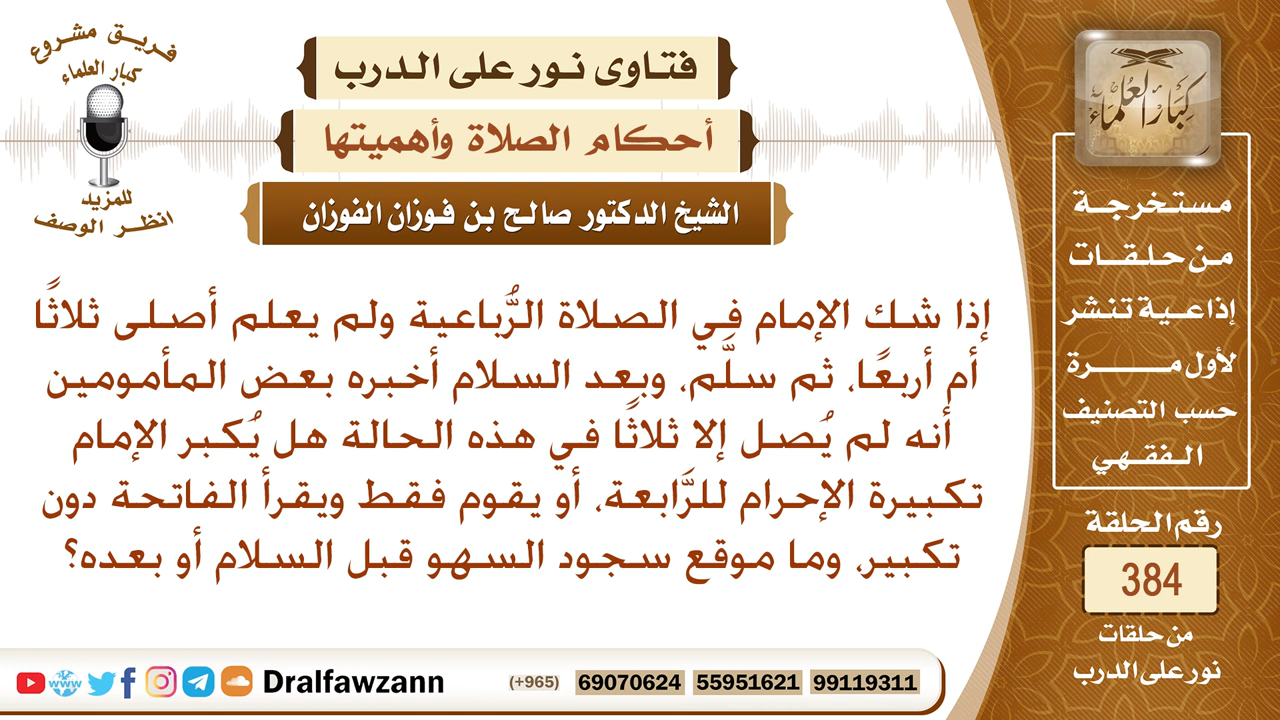 فريق مشروع
كبار العلماء
للمزيد
انظر الوصف
فتاوى نور على الدرب
أحكام الصلاة وأهميتها
الشيخ الدكتور صالح بن فوزان الفوزان
إذا شك الإمام في الصلاة الرُّباعية ولم يعلم أصلى ثلاثًا
أم أربعًا، ثم سلَّم، وبعد السلام أخبره بعض المأمومين
أنه لم يُصل إلا ثلاثًا في هذه الحالة هل يُكبر الإمام
تكبيرة الإحرام للرَّابعة، أو يقوم فقط ويقرأ الفاتحة دون
تكبير، وما موقع سجود السهو قبل السلام أو بعده؟
كبار العلماء
مستخرجة
من حلقات
إذاعية تنشر
لأول مرة
حسب التصنيف
الفقهي
رقم الحلقة
384
من حلقات
نور على الدرب
www
Dralfawzann (+965) 69070624 55951621 99119311